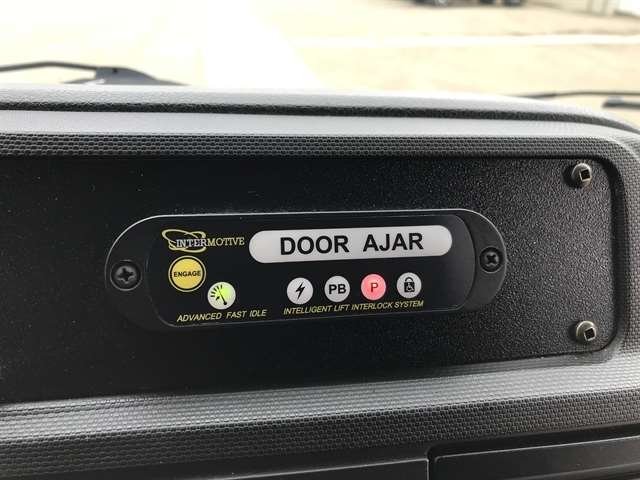 INTERMOTIVE
DOOR AJAR
ENGAGE
PB
P
ADVANCED FAST IDLE
INTELLIGENT LIFT INTERLOCK SYSTEM